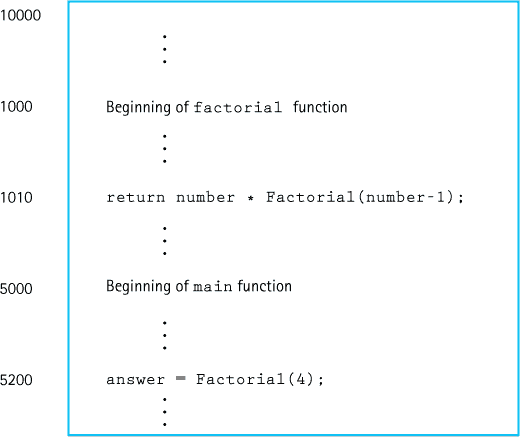 10000
1000 Beginning of factorial function
1010 return number * Factorial(number-1);
5000 Beginning of main function
5200 answer = Factorial(4);